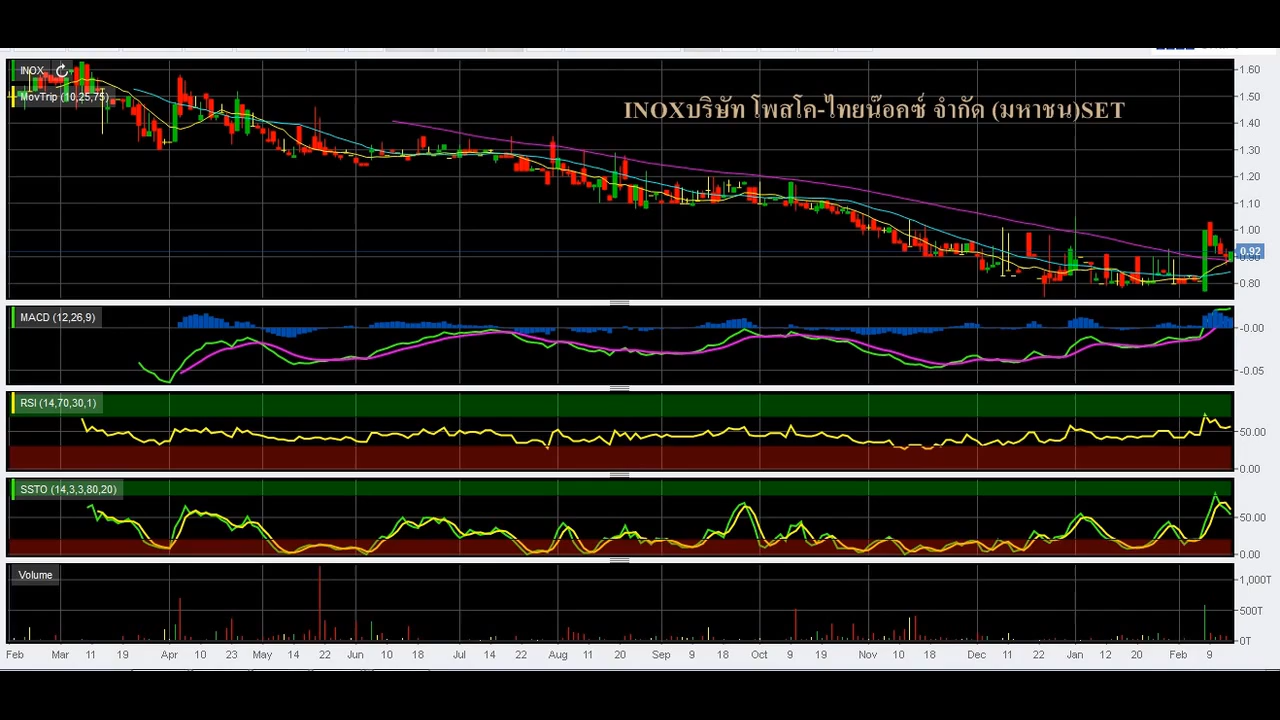 INOX
MovTrip (10,25,75)
INOXบริษัท โพสโค-ไทยน๊อคซ์ จำกัด (มหาชน)SET
1.60
1.50
1.40
1.30
1.20
1.10
1.00
0.92
0.90
0.80
MACD (12,26,9)
-0.00
-0.05
RSI (14,70,30,1)
50.00
0.00
SSTO (14,3,3,80,20)
50.00
0.00
Volume
1,000T
500T
0T
Feb Mar 11 19 Apr 10 23 May 14 22 Jun 10 18 Jul 14 22 Aug 11 20 Sep 9 18 Oct 9 19 Nov 10 18 Dec 11 22 Jan 12 20 Feb 9